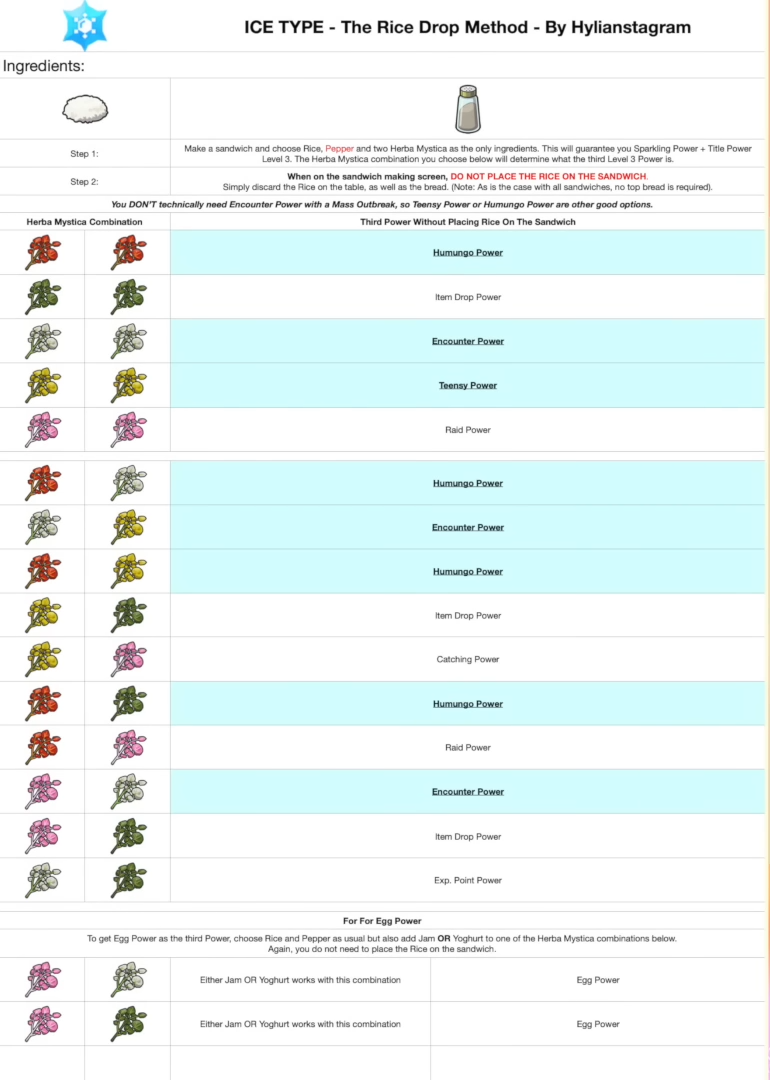 ICE TYPE - The Rice Drop Method - By Hylianstagram
Ingredients:
Step 1:
Make a sandwich and choose Rice, Pepper and two Herba Mystica as the only ingredients. This will guarantee you Sparkling Power + Title Power
Level 3. The Herba Mystica combination you choose below will determine what the third Level 3 Power is.
Step 2:
When on the sandwich making screen, DO NOT PLACE THE RICE ON THE SANDWICH.
Simply discard the Rice on the table, as well as the bread. (Note: As is the case with all sandwiches, no top bread is required).
You DON'T technically need Encounter Power with a Mass Outbreak, so Teensy Power or Humungo Power are other good options.
Herba Mystica Combination
Third Power Without Placing Rice On The Sandwich
Humungo Power
Item Drop Power
Encounter Power
Teensy Power
Raid Power
Humungo Power
Encounter Power
Humungo Power
Item Drop Power
Catching Power
Humungo Power
Raid Power
Encounter Power
Item Drop Power
Exp. Point Power
For For Egg Power
To get Egg Power as the third Power, choose Rice and Pepper as usual but also add Jam OR Yoghurt to one of the Herba Mystica combinations below.
Again, you do not need to place the Rice on the sandwich.
Either Jam OR Yoghurt works with this combination
Egg Power
Either Jam OR Yoghurt works with this combination
Egg Power